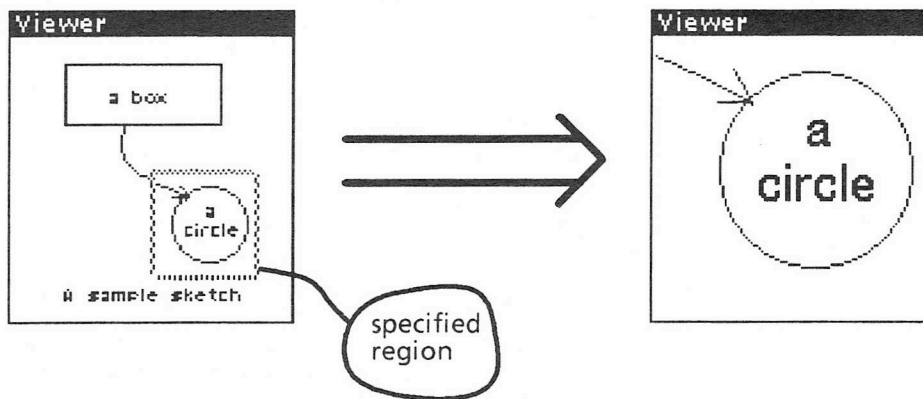 Viewer
a box
a
circle
A sample sketch
specified
region
Viewer
a
circle